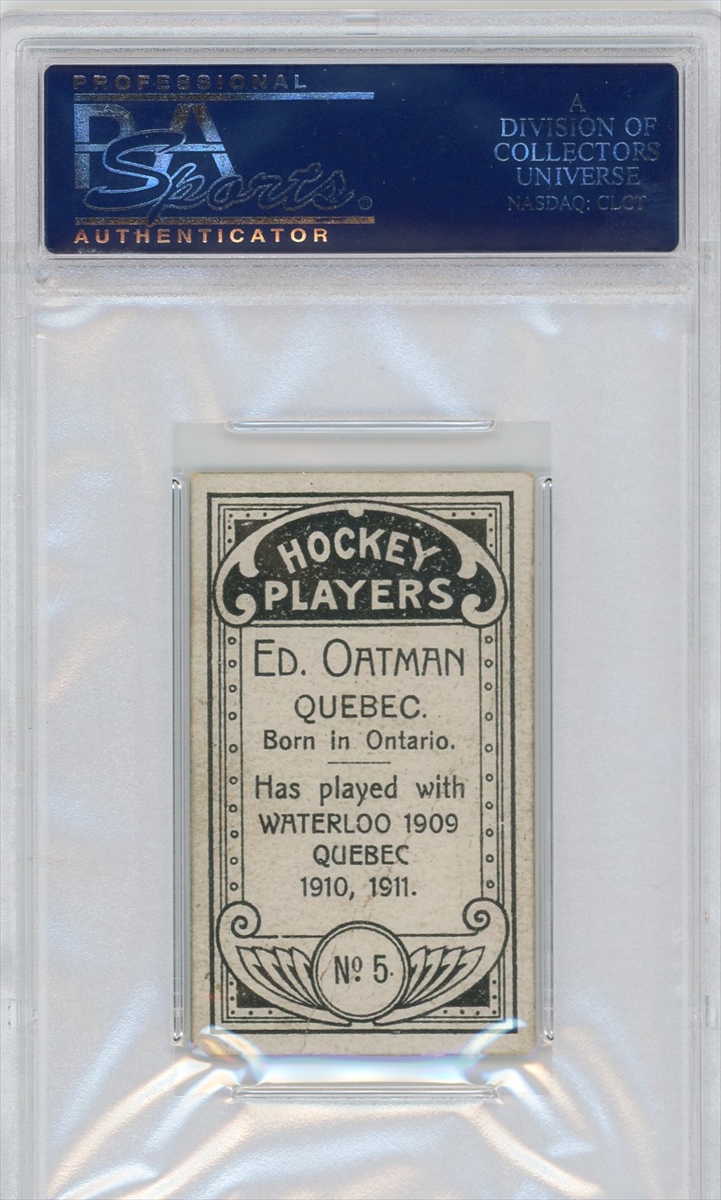 PROFESSIONAL
PSA
Sports®
AUTHENTICATOR
A
DIVISION OF
COLLECTORS
UNIVERSE
NASDAQ: CLCT
HOCKEY
PLAYERS
ED. OATMAN
QUEBEC.
Born in Ontario.
Has played with
WATERLOO 1909
QUEBEC
1910, 1911.
Nº 5.